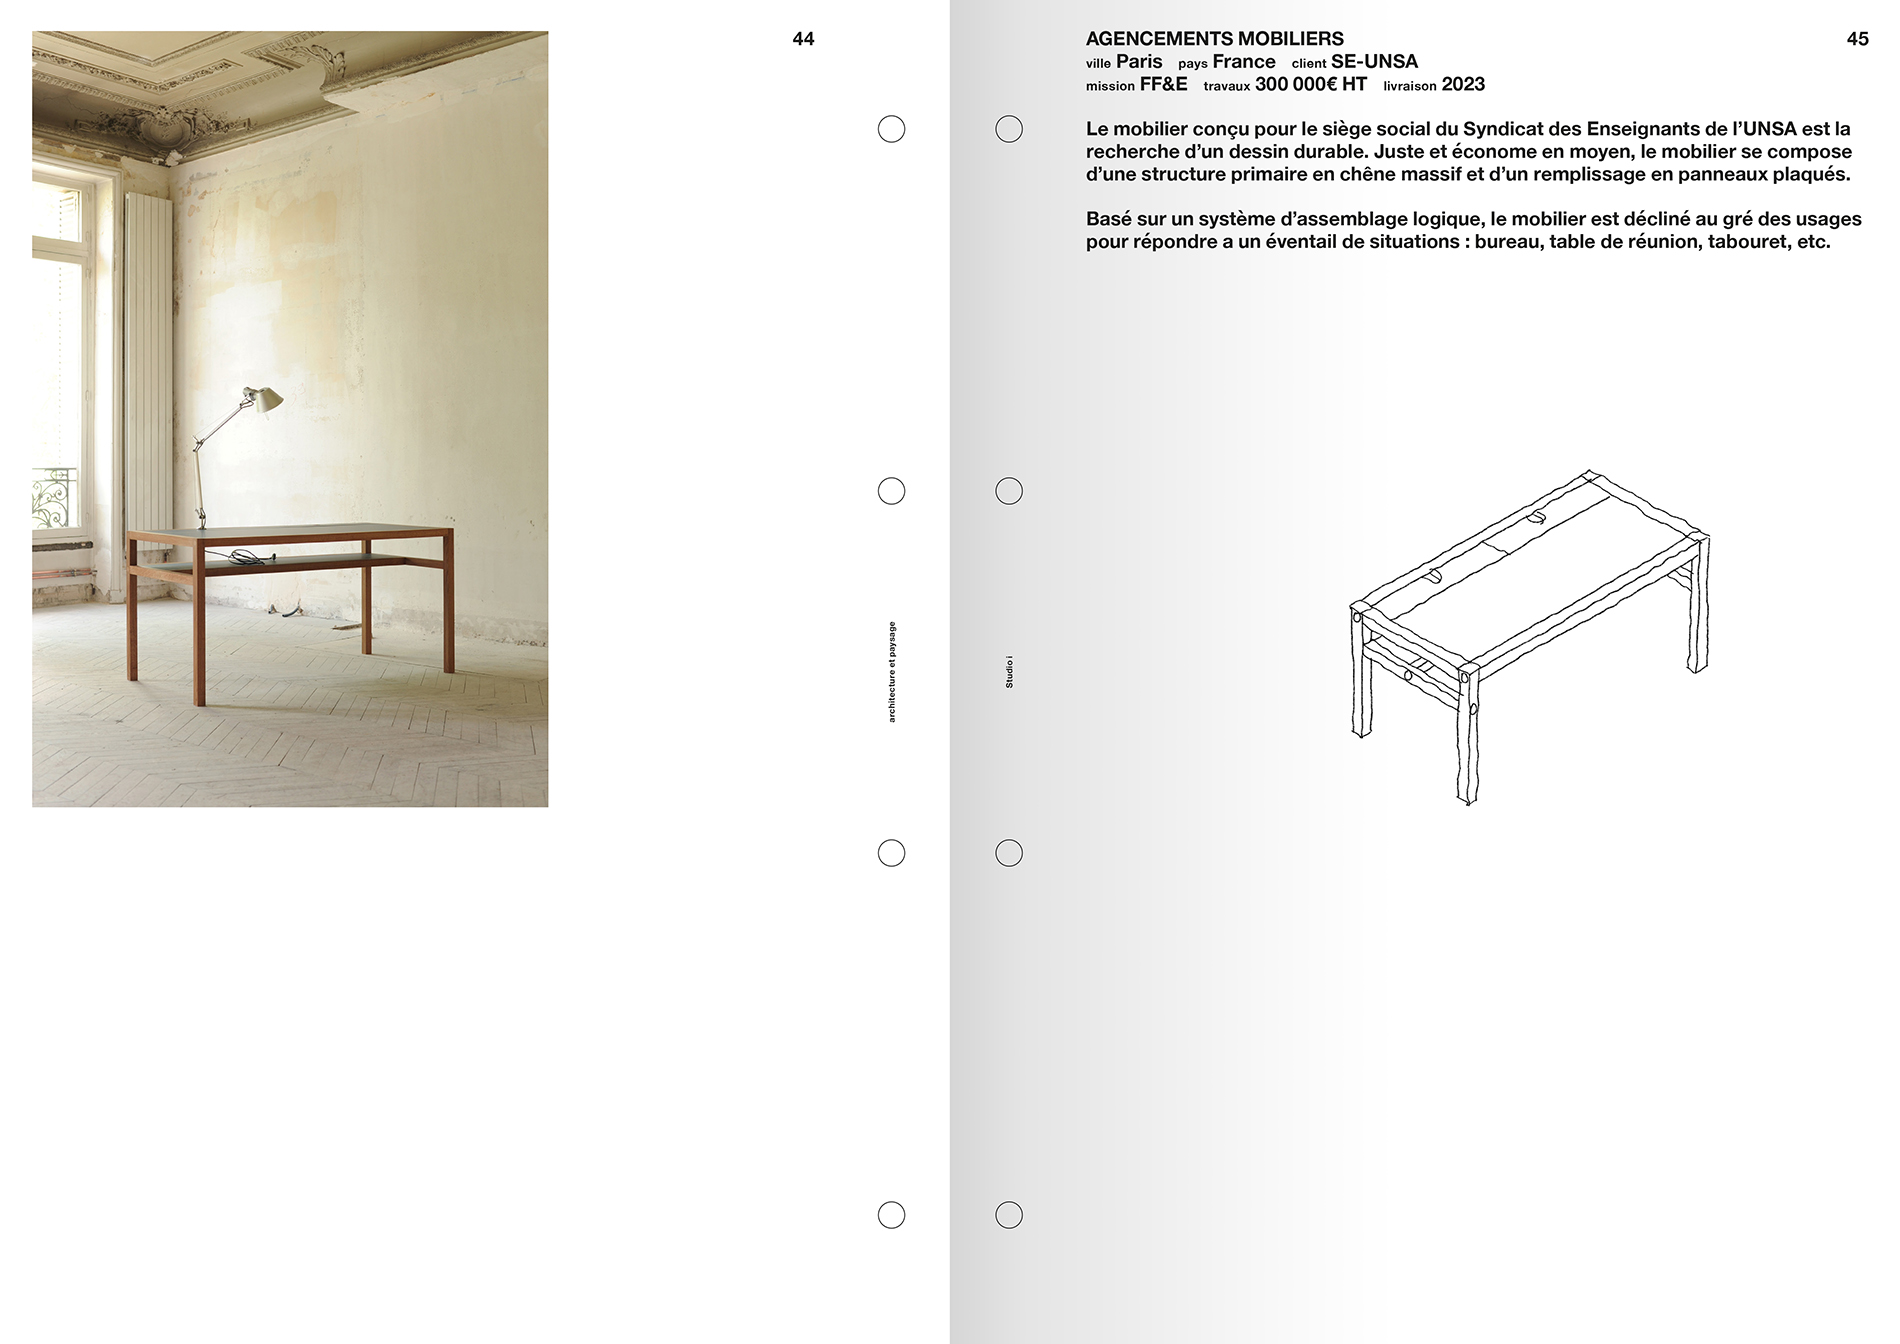 44
architecture et paysage
Studio i
AGENCEMENTS MOBILIERS
45
ville Paris pays France client SE-UNSA
mission FF&E travaux 300 000€ HT livraison 2023
Le mobilier conçu pour le siège social du Syndicat des Enseignants de l’UNSA est la
recherche d’un dessin durable. Juste et économe en moyen, le mobilier se compose
d’une structure primaire en chêne massif et d’un remplissage en panneaux plaqués.
Basé sur un système d’assemblage logique, le mobilier est décliné au gré des usages
pour répondre a un éventail de situations : bureau, table de réunion, tabouret, etc.